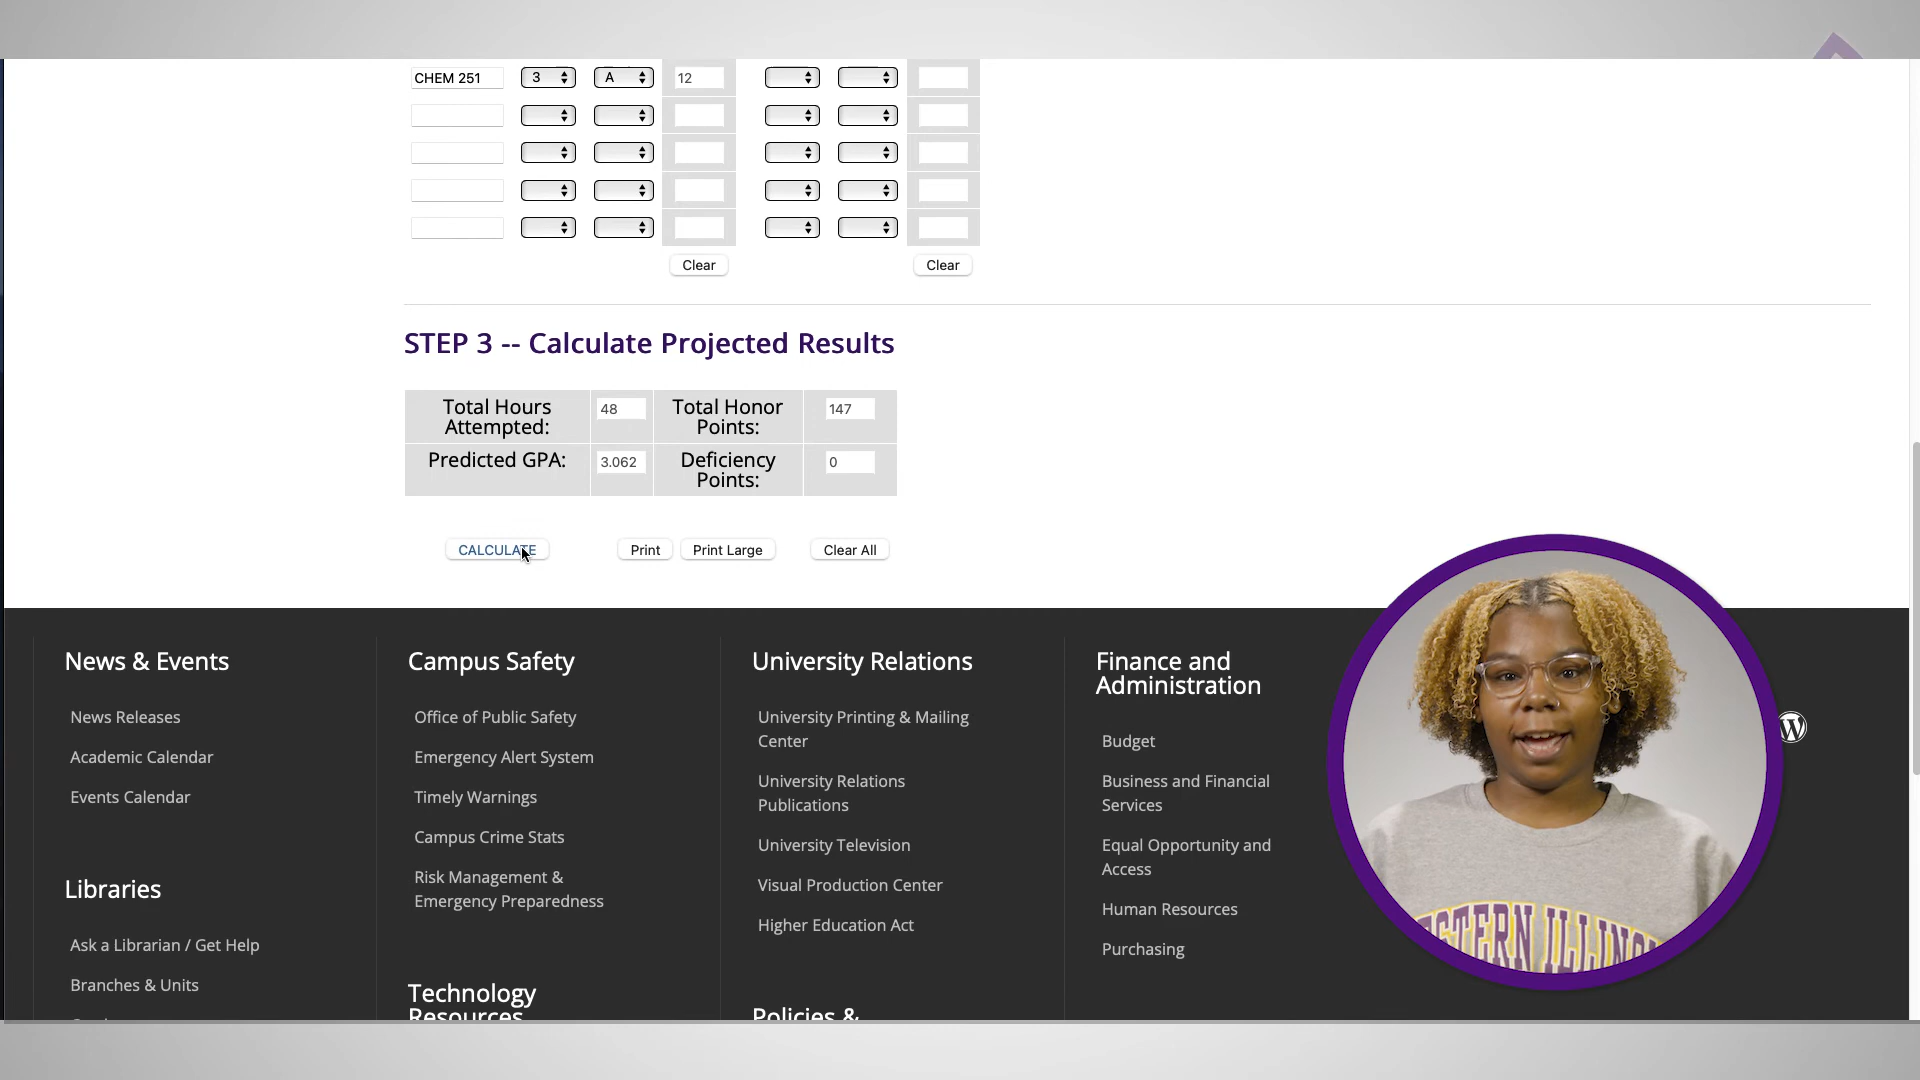 CHEM 251 3 A 12
Clear Clear
STEP 3 -- Calculate Projected Results
Total Hours
Attempted:
48
Total Honor
Points:
147
Predicted GPA:
3.062
Deficiency
Points:
0
CALCULATE Print Print Large Clear All
News & Events
News Releases
Academic Calendar
Events Calendar
Libraries
Ask a Librarian / Get Help
Branches & Units
Campus Safety
Office of Public Safety
Emergency Alert System
Timely Warnings
Campus Crime Stats
Risk Management &
Emergency Preparedness
Technology
Resources
University Relations
University Printing & Mailing
Center
University Relations
Publications
University Television
Visual Production Center
Higher Education Act
Policies &
Finance and
Administration
Budget
Business and Financial
Services
Equal Opportunity and
Access
Human Resources
Purchasing
STERN ILLINO